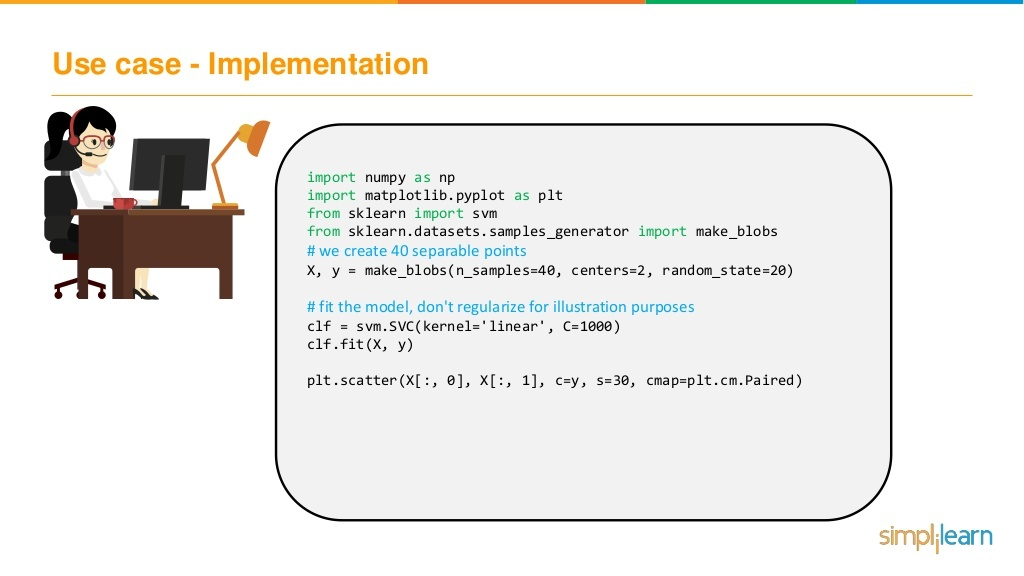 Use case - Implementation
import numpy as np
import matplotlib.pyplot as plt
from sklearn import svm
from sklearn.datasets.samples_generator import make_blobs
# we create 40 separable points
X, y = make_blobs(n_samples=40, centers=2, random_state=20)
# fit the model, don't regularize for illustration purposes
clf = svm.SVC(kernel='linear', C=1000)
clf.fit(X, y)
plt.scatter(X[:, 0], X[:, 1], c=y, s=30, cmap=plt.cm.Paired)
simplilearn